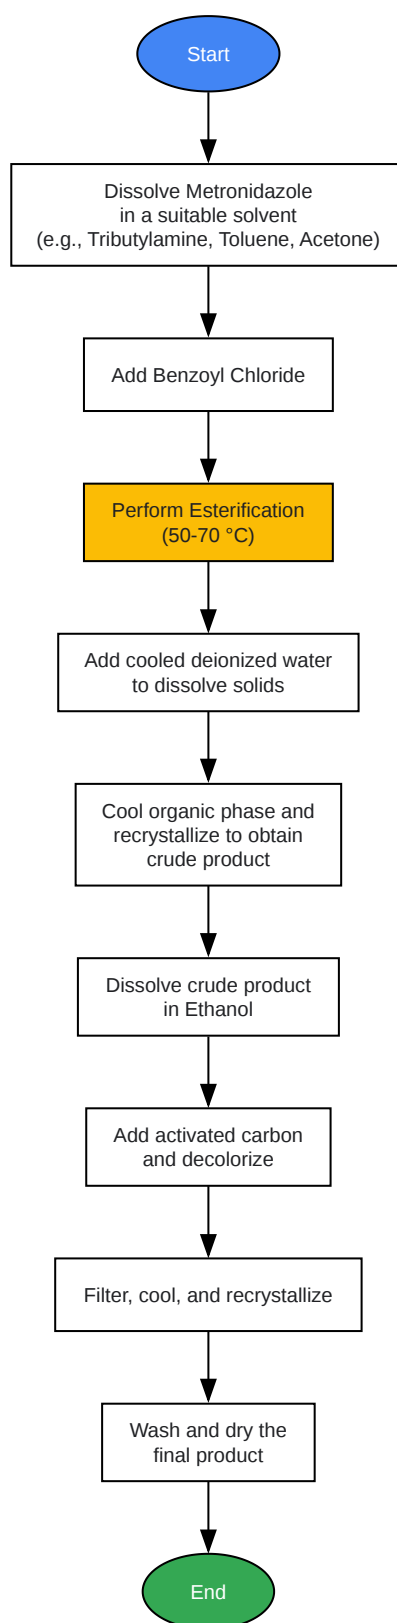 Start
Dissolve Metronidazole
in a suitable solvent
(e.g., Tributylamine, Toluene, Acetone)
Add Benzoyl Chloride
Perform Esterification
(50-70 °C)
Add cooled deionized water
to dissolve solids
Cool organic phase and
recrystallize to obtain
crude product
Dissolve crude product
in Ethanol
Add activated carbon
and decolorize
Filter, cool, and recrystallize
Wash and dry the
final product
End